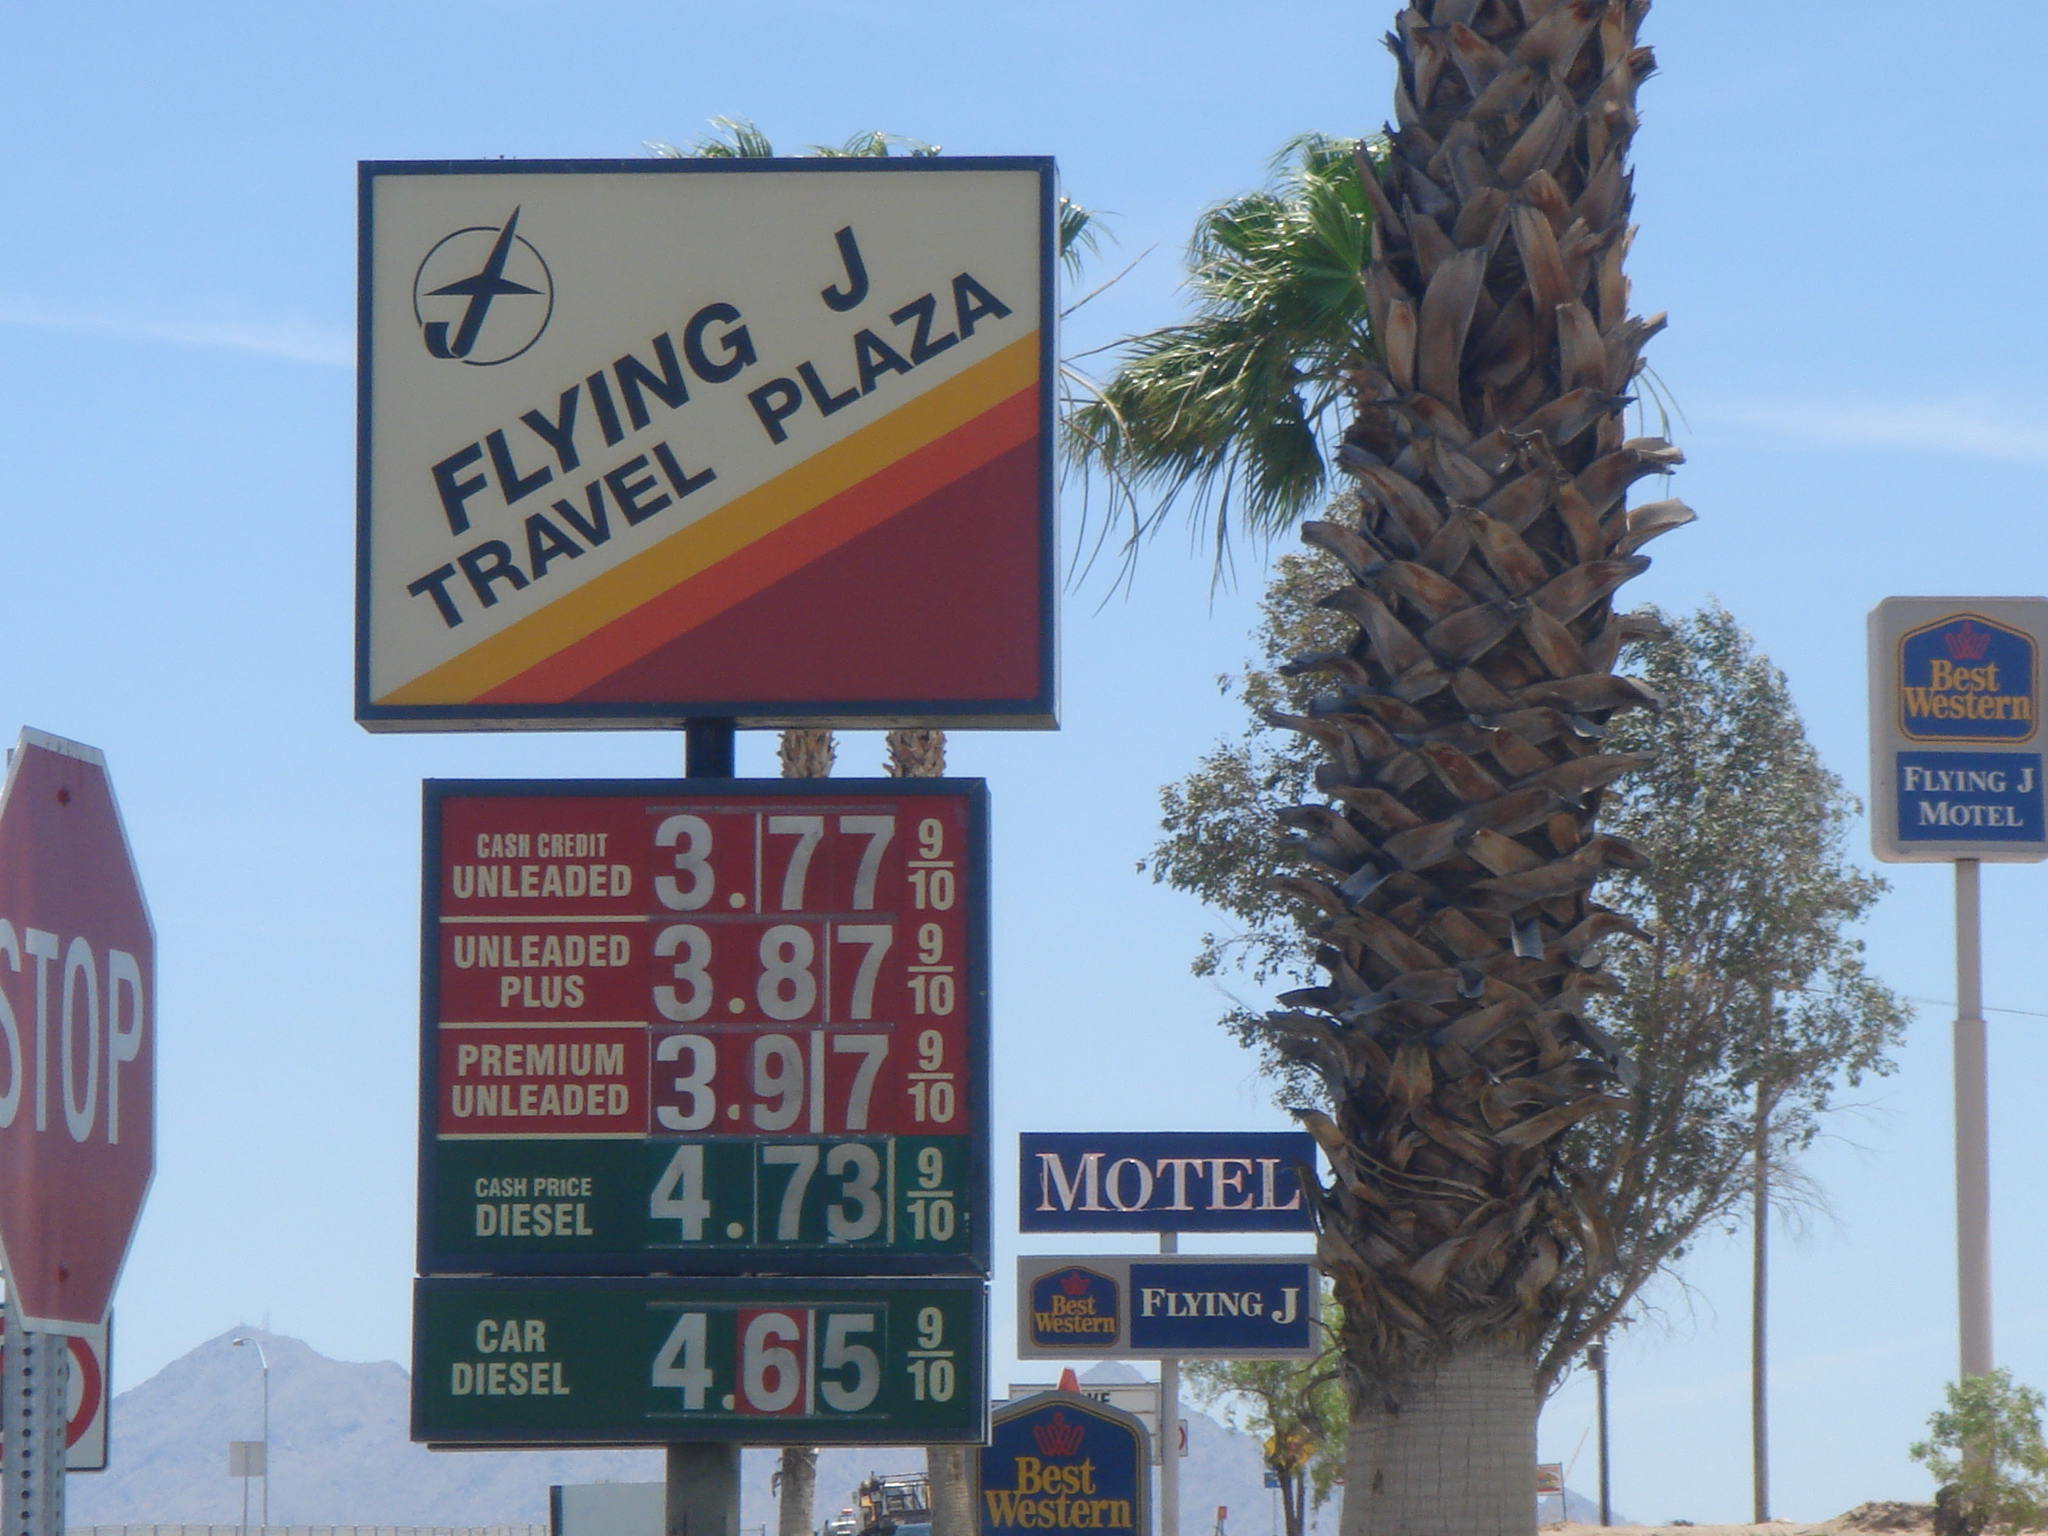 FLYING J
TRAVEL PLAZA
CASH CREDIT
UNLEADED 3.77 9/10
UNLEADED
PLUS 3.87 9/10
PREMIUM
UNLEADED 3.97 9/10
CASH PRICE
DIESEL 4.73 9/10
CAR
DIESEL 4.65 9/10
STOP
MOTEL
Best
Western
FLYING J
Best
Western
Best
Western
FLYING J
MOTEL